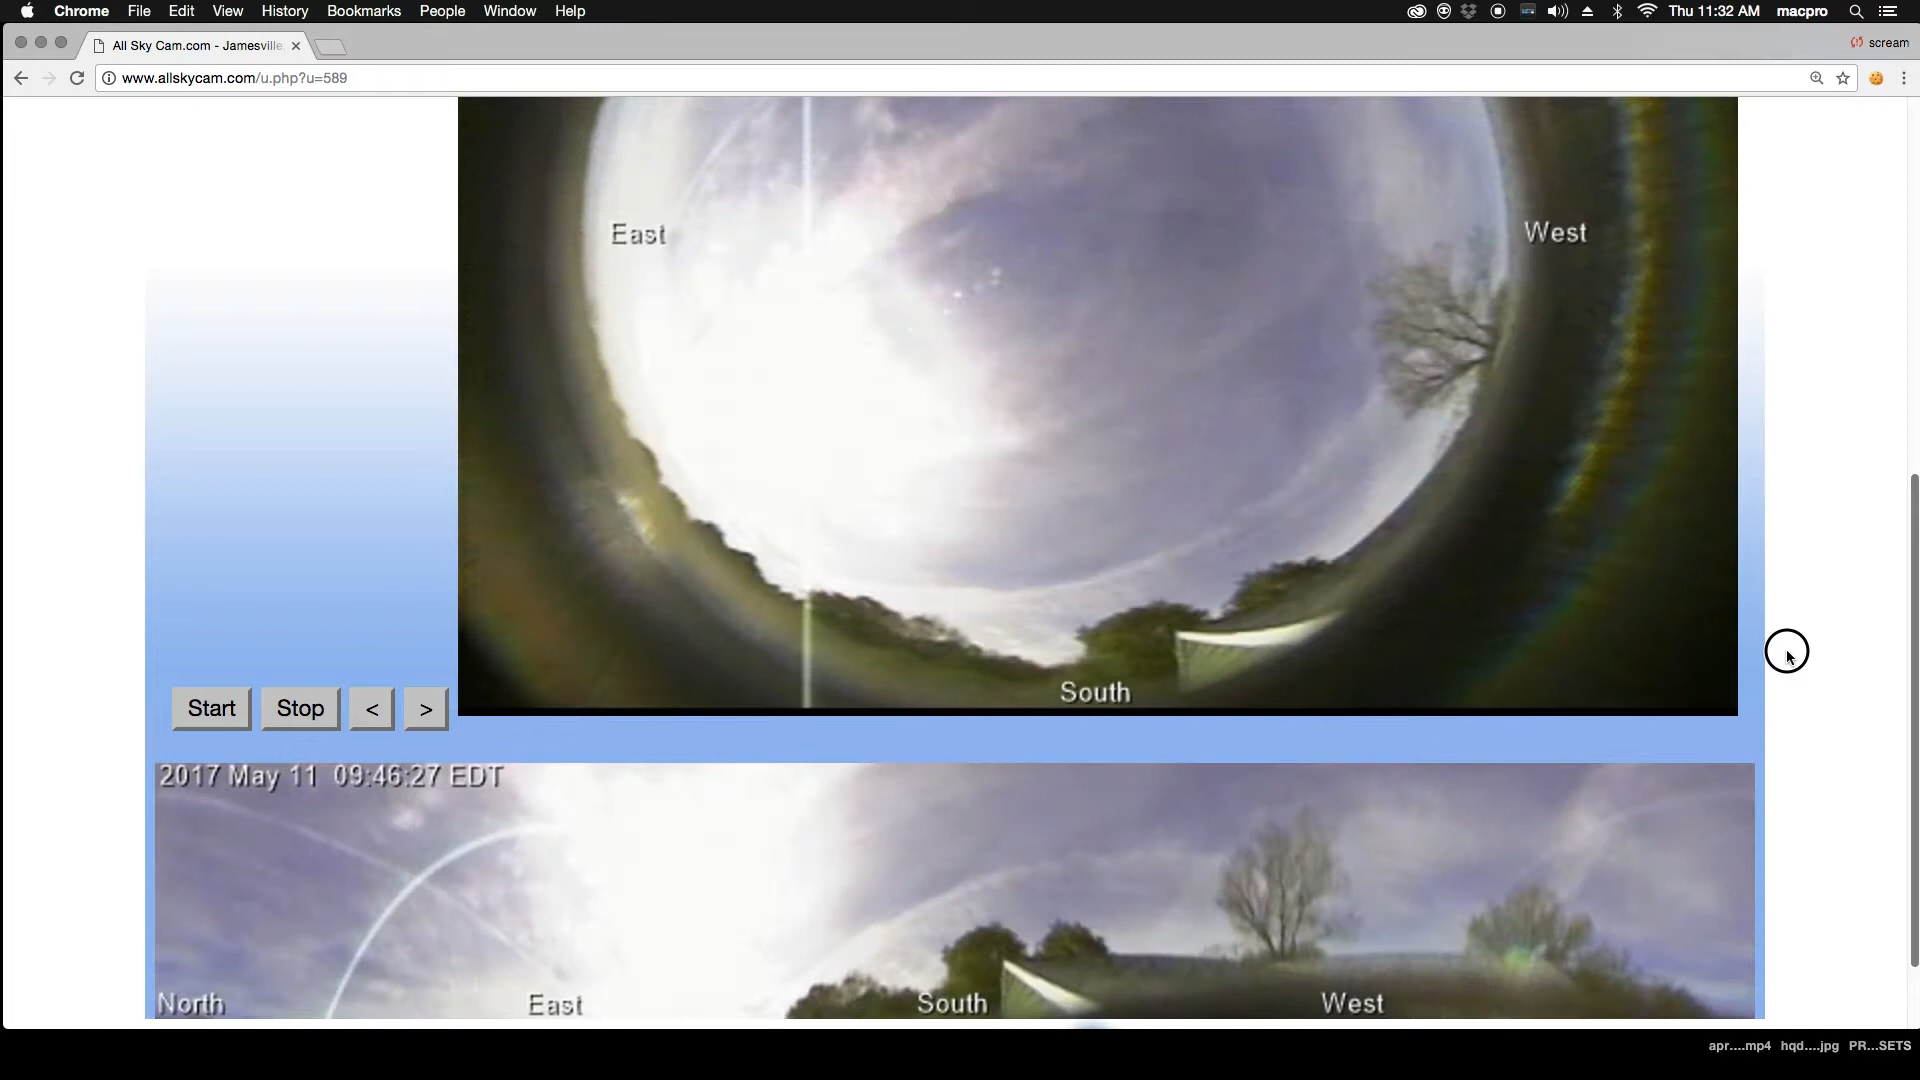 Chrome File Edit View History Bookmarks People Window Help Thu 11:32 AM macpro
All Sky Cam.com - Jamesville, scream
www.allskycam.com/u.php?u=589
East West
South
Start Stop < >
2017 May 11 09:46:27 EDT
North East South West
apr....mp4 hqd....jpg PR...SETS